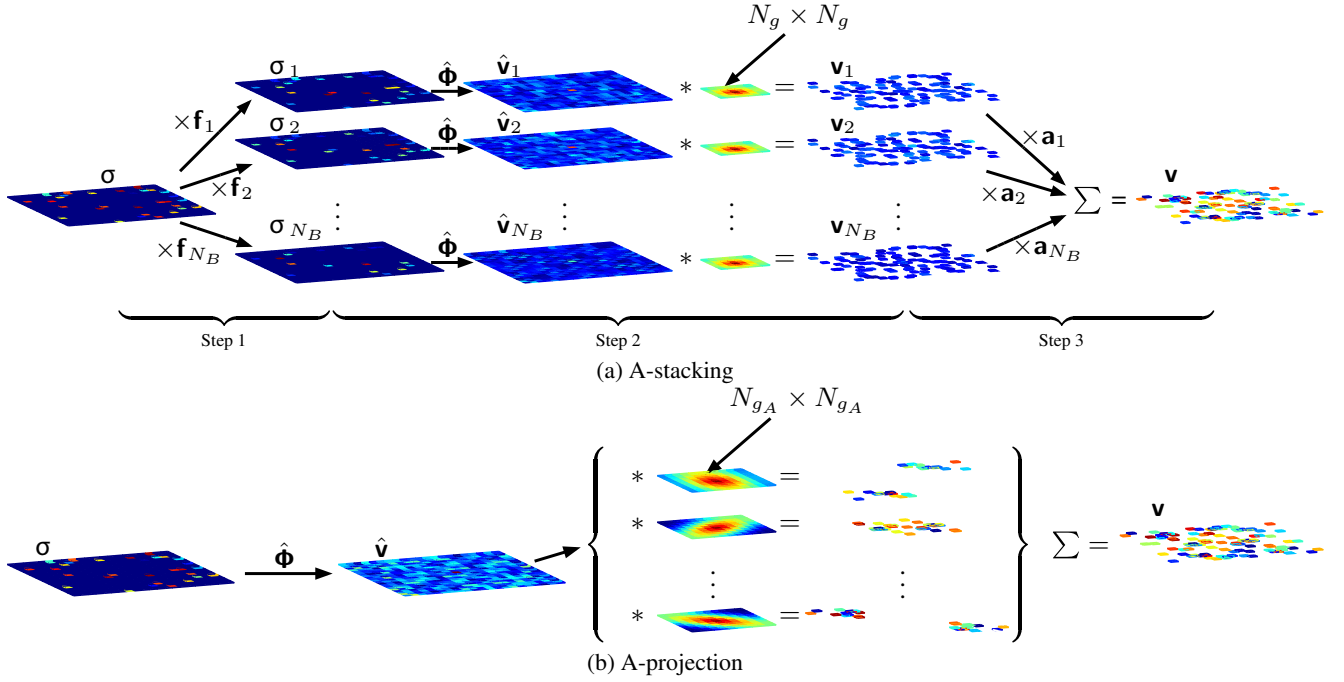 N_g × N_g
σ_1 Φ̂ v̂_1 * = v_1
×f_1 ×a_1
σ_2 Φ̂ v̂_2 * = v_2
σ ×f_2 ×a_2 ∑ = v
⋮ ⋮ ⋮ ⋮
×f_{N_B} σ_{N_B} Φ̂ v̂_{N_B} * = v_{N_B} ×a_{N_B}
Step 1 Step 2 Step 3
(a) A-stacking
N_{g_A} × N_{g_A}
* =
* =
σ Φ̂ v̂ ∑ = v
⋮ ⋮
* =
(b) A-projection